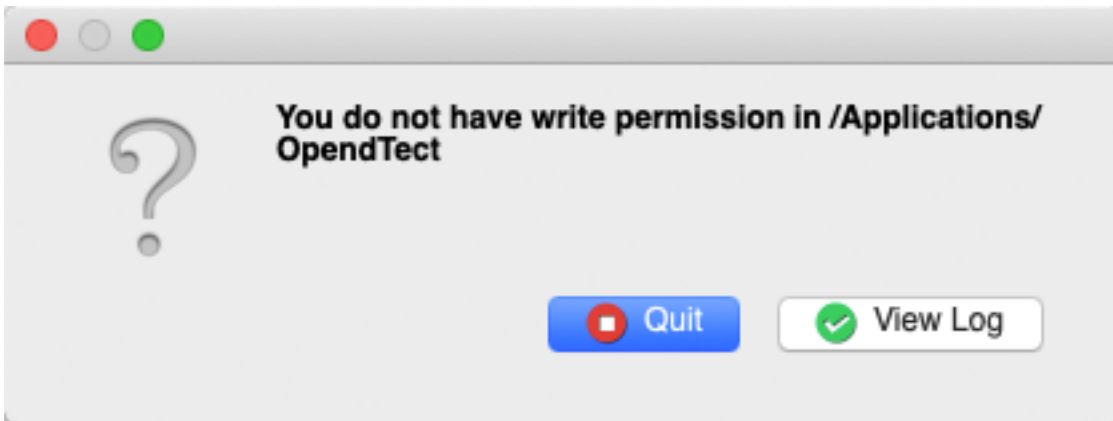 You do not have write permission in /Applications/
OpendTect
Quit
View Log